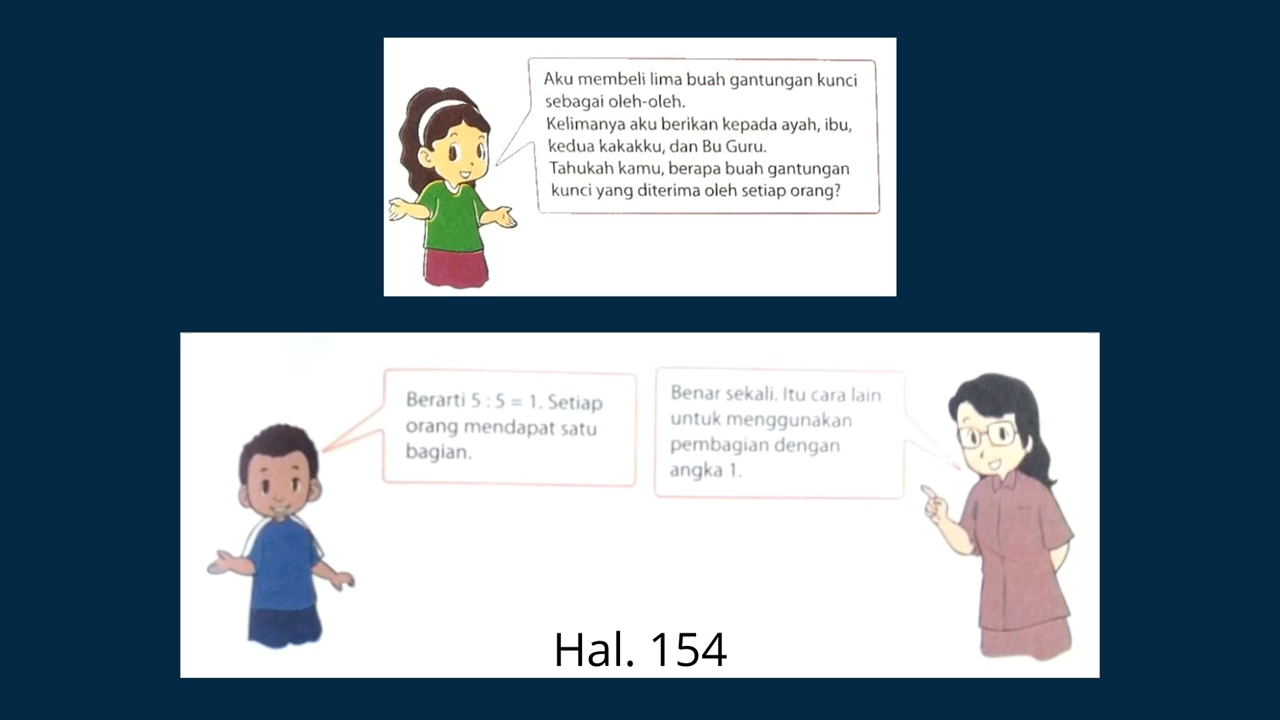 Aku membeli lima buah gantungan kunci
sebagai oleh-oleh.
Kelimanya aku berikan kepada ayah, ibu,
kedua kakakku, dan Bu Guru.
Tahukah kamu, berapa buah gantungan
kunci yang diterima oleh setiap orang?
Berarti 5 : 5 = 1. Setiap
orang mendapat satu
bagian.
Benar sekali. Itu cara lain
untuk menggunakan
pembagian dengan
angka 1.
Hal. 154